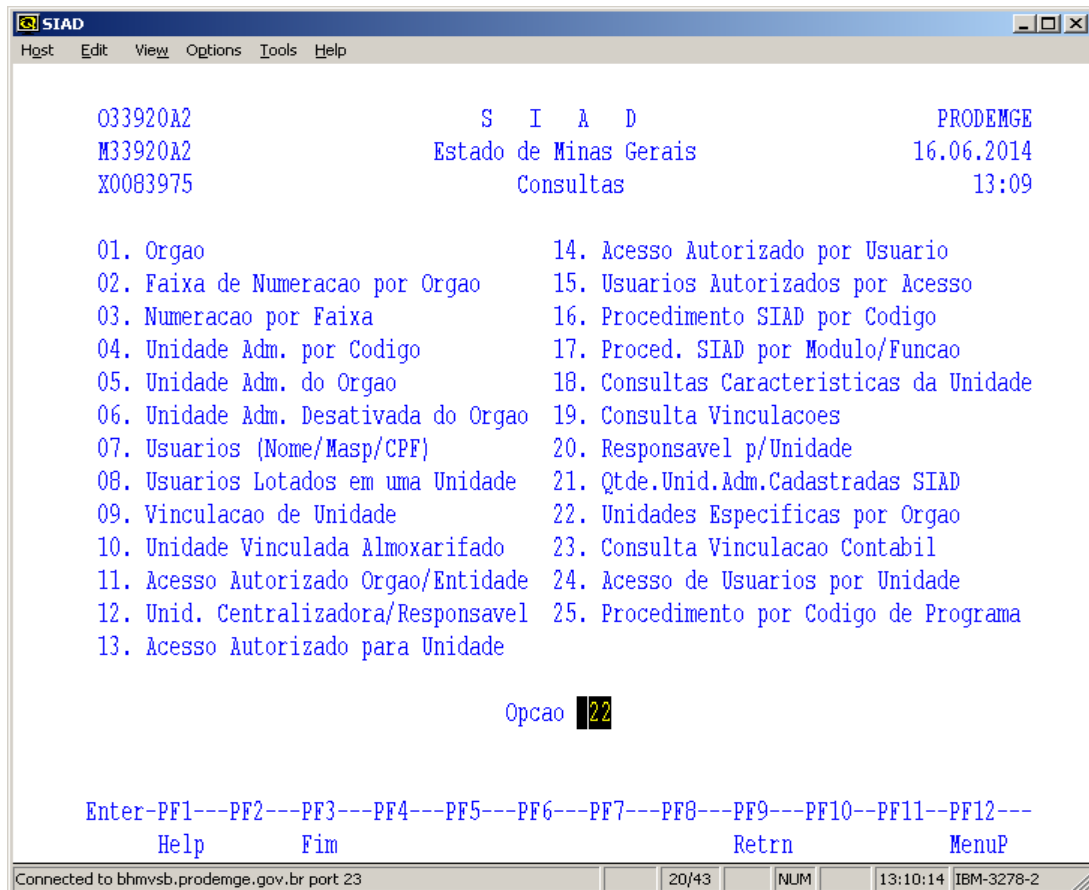 SIAD
Host Edit View Options Tools Help
O33920A2 S I A D PRODEMGE
M33920A2 Estado de Minas Gerais 16.06.2014
X0083975 Consultas 13:09
01. Orgao 14. Acesso Autorizado por Usuario
02. Faixa de Numeracao por Orgao 15. Usuarios Autorizados por Acesso
03. Numeracao por Faixa 16. Procedimento SIAD por Codigo
04. Unidade Adm. por Codigo 17. Proced. SIAD por Modulo/Funcao
05. Unidade Adm. do Orgao 18. Consultas Caracteristicas da Unidade
06. Unidade Adm. Desativada do Orgao 19. Consulta Vinculacoes
07. Usuarios (Nome/Masp/CPF) 20. Responsavel p/Unidade
08. Usuarios Lotados em uma Unidade 21. Qtde.Unid.Adm.Cadastradas SIAD
09. Vinculacao de Unidade 22. Unidades Especificas por Orgao
10. Unidade Vinculada Almoxarifado 23. Consulta Vinculacao Contabil
11. Acesso Autorizado Orgao/Entidade 24. Acesso de Usuarios por Unidade
12. Unid. Centralizadora/Responsavel 25. Procedimento por Codigo de Programa
13. Acesso Autorizado para Unidade
Opcao 22
Enter-PF1---PF2---PF3---PF4---PF5---PF6---PF7---PF8---PF9---PF10--PF11--PF12---
Help Fim Retrn MenuP
Connected to bhmvsb.prodemge.gov.br port 23 20/43 NUM 13:10:14 IBM-3278-2